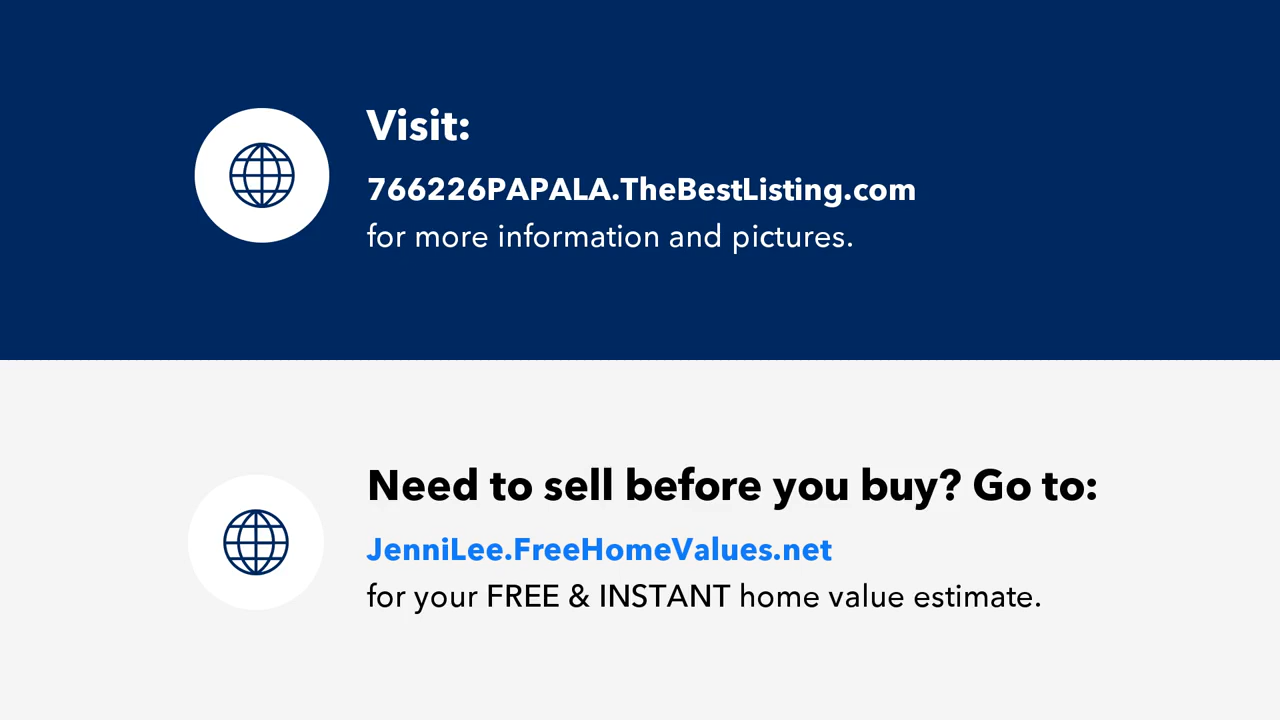 Visit:
766226PAPALA.TheBestListing.com
for more information and pictures.
Need to sell before you buy? Go to:
JenniLee.FreeHomeValues.net
for your FREE & INSTANT home value estimate.